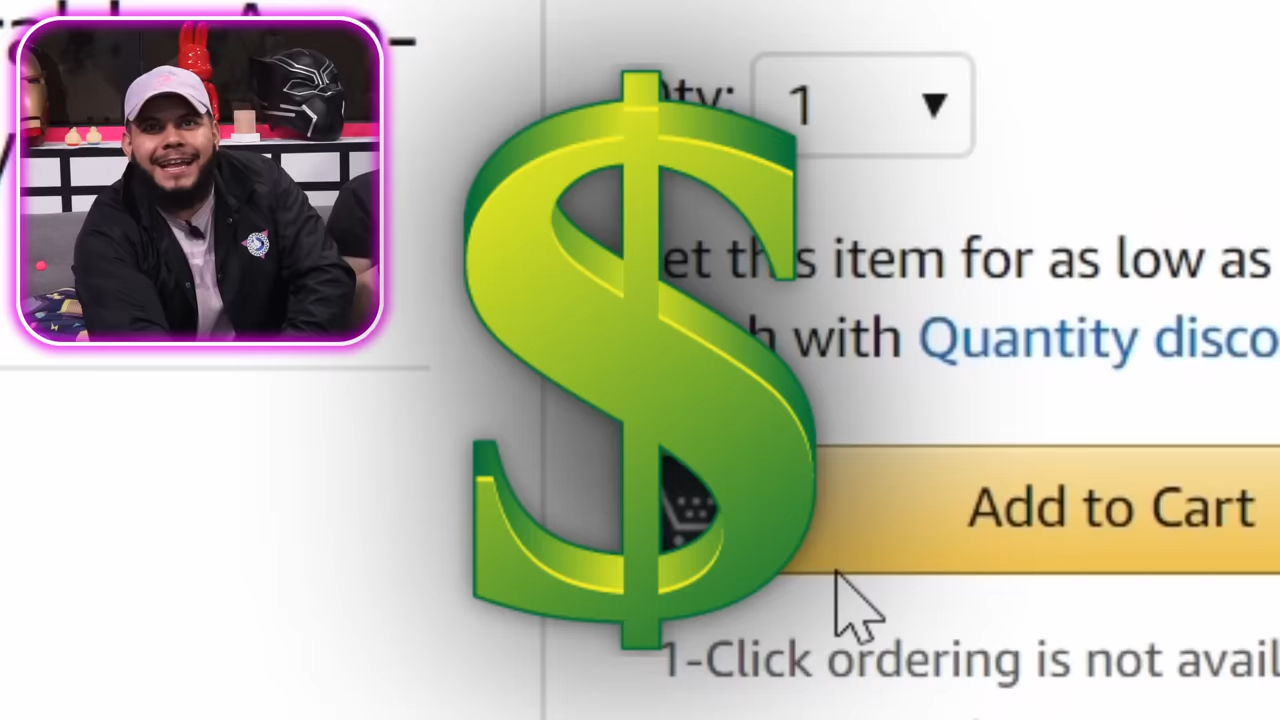 Qty: 1
et this item for as low as
h with Quantity disco
Add to Cart
1-Click ordering is not avail